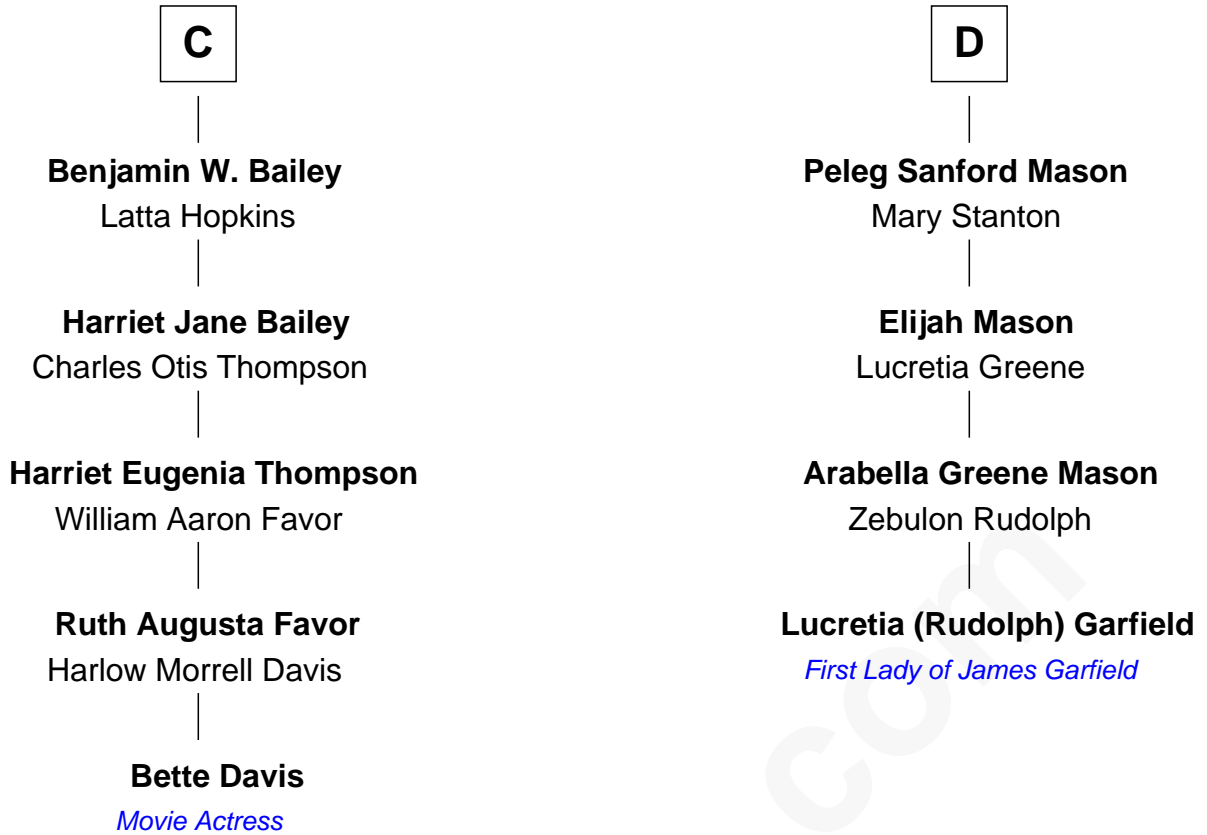 C
Benjamin W. Bailey
Latta Hopkins
Harriet Jane Bailey
Charles Otis Thompson
Harriet Eugenia Thompson
William Aaron Favor
Ruth Augusta Favor
Harlow Morrell Davis
Bette Davis
Movie Actress
D
Peleg Sanford Mason
Mary Stanton
Elijah Mason
Lucretia Greene
Arabella Greene Mason
Zebulon Rudolph
Lucretia (Rudolph) Garfield
First Lady of James Garfield
com